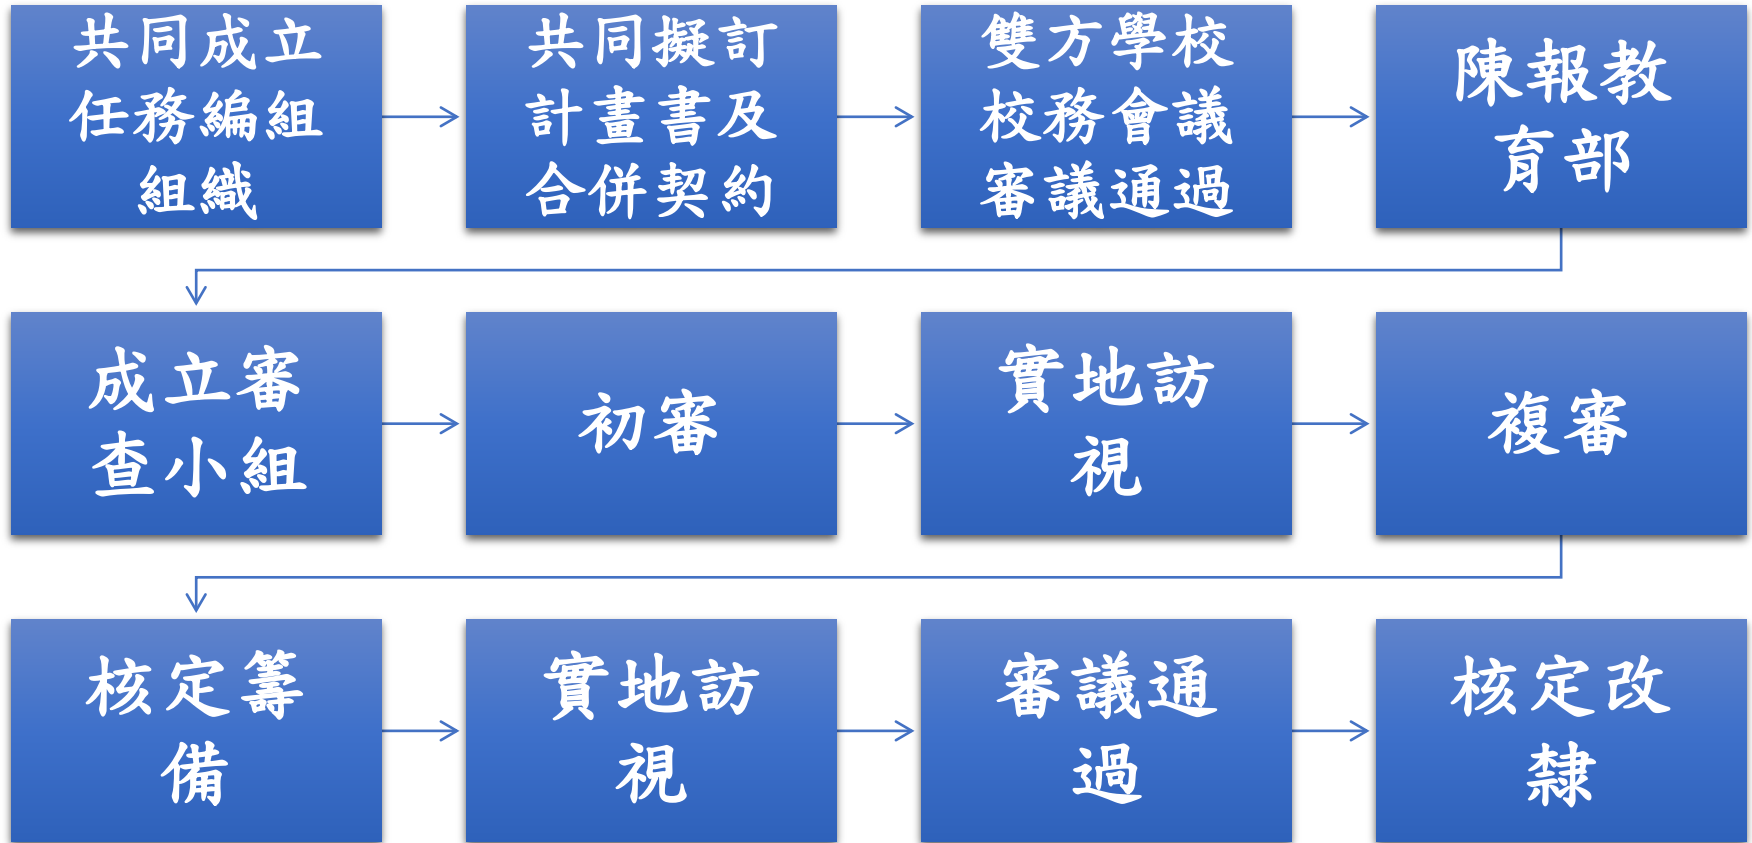 共同成立
任務編組
組織
共同擬訂
計畫書及
合併契約
雙方學校
校務會議
審議通過
陳報教
育部
成立審
查小組
初審
實地訪
視
複審
核定籌
備
實地訪
視
審議通
過
核定改
隸